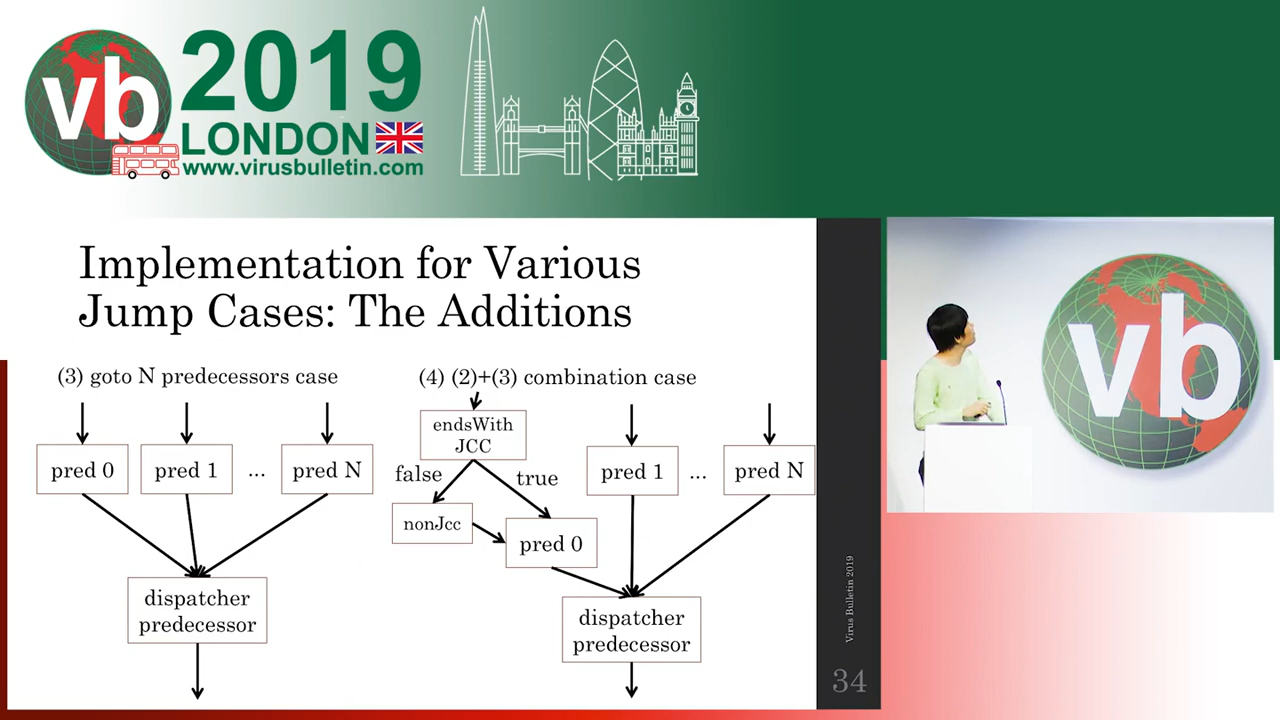 vb
2019
LONDON
www.virusbulletin.com
Implementation for Various
Jump Cases: The Additions
(3) goto N predecessors case
pred 0
pred 1
...
pred N
dispatcher
predecessor
(4) (2)+(3) combination case
endsWith
JCC
false
true
nonJcc
pred 0
pred 1
...
pred N
dispatcher
predecessor
Virus Bulletin 2019
34
vb